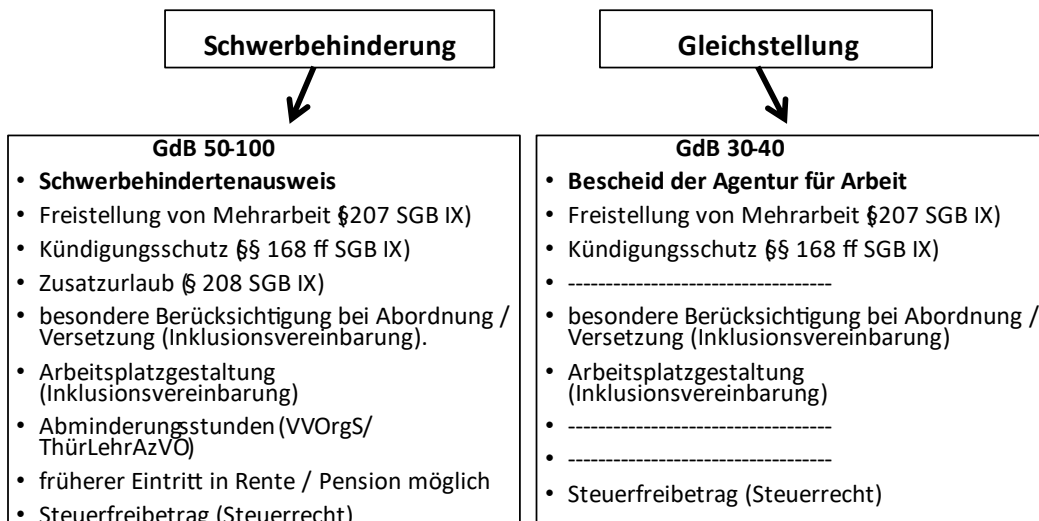 Schwerbehinderung
Gleichstellung
GdB 50-100
• Schwerbehindertenausweis
• Freistellung von Mehrarbeit §207 SGB IX)
• Kündigungsschutz (§§ 168 ff SGB IX)
• Zusatzurlaub (§ 208 SGB IX)
• besondere Berücksichtigung bei Abordnung /
Versetzung (Inklusionsvereinbarung).
• Arbeitsplatzgestaltung
(Inklusionsvereinbarung)
• Abminderungsstunden (VVOrgS/
ThürLehrAzVO)
• früherer Eintritt in Rente / Pension möglich
• Steuerfreibetrag (Steuerrecht)
GdB 30-40
• Bescheid der Agentur für Arbeit
• Freistellung von Mehrarbeit §207 SGB IX)
• Kündigungsschutz (§§ 168 ff SGB IX)
• -----------------------------------
• besondere Berücksichtigung bei Abordnung /
Versetzung (Inklusionsvereinbarung)
• Arbeitsplatzgestaltung
(Inklusionsvereinbarung)
• -----------------------------------
• -----------------------------------
• Steuerfreibetrag (Steuerrecht)